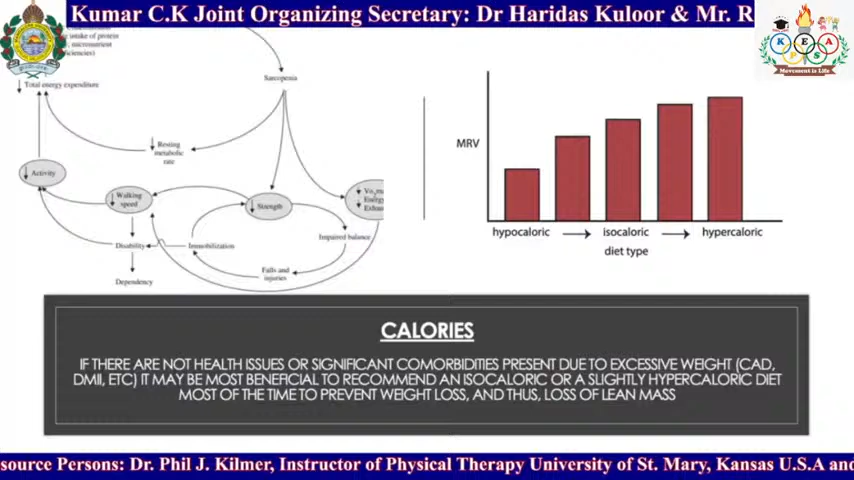 Kumar C.K Joint Organizing Secretary: Dr Haridas Kuloor & Mr. R
intake of protein
micronutrient
Total energy expenditure
Sarcopenia
Resting
metabolic
rate
Activity
Walking
speed
Strength
Disability
Immobilization
Impaired balance
Falls and
injuries
Dependency
MRV
hypocaloric
isocaloric
hypercaloric
diet type
K E A
P S
Movement is Life
CALORIES
IF THERE ARE NOT HEALTH ISSUES OR SIGNIFICANT COMORBIDITIES PRESENT DUE TO EXCESSIVE WEIGHT (CAD,
DMII, ETC) IT MAY BE MOST BENEFICIAL TO RECOMMEND AN ISOCALORIC OR A SLIGHTLY HYPERCALORIC DIET
MOST OF THE TIME TO PREVENT WEIGHT LOSS, AND THUS, LOSS OF LEAN MASS
source Persons: Dr. Phil J. Kilmer, Instructor of Physical Therapy University of St. Mary, Kansas U.S.A and